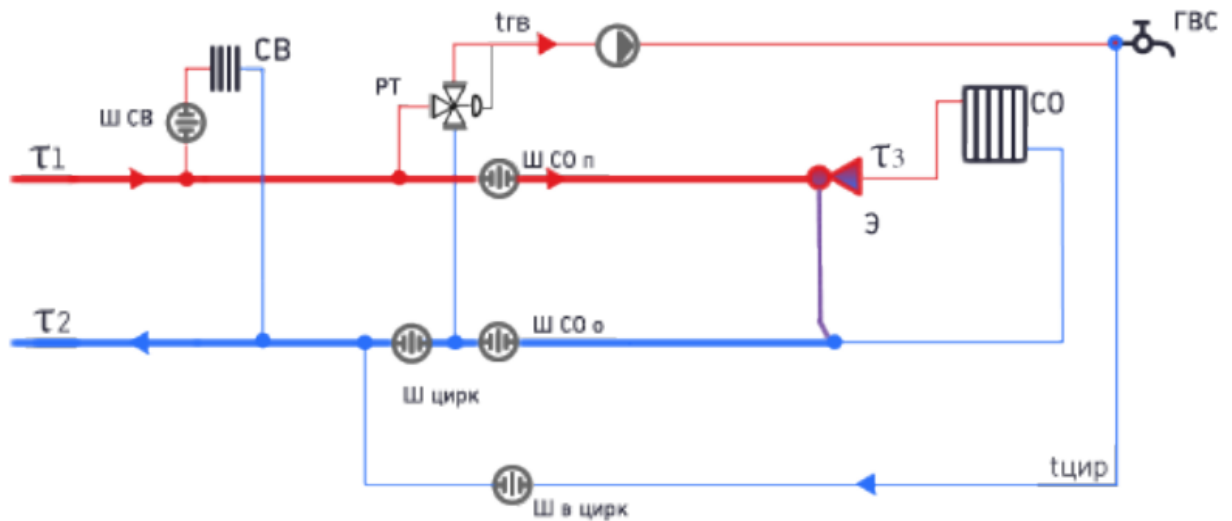 tгв
ГВС
СВ
РТ
СО
Ш СВ
τ1
Ш СО п
τ3
Э
τ2
Ш СО о
Ш цирк
tцир
Ш в цирк